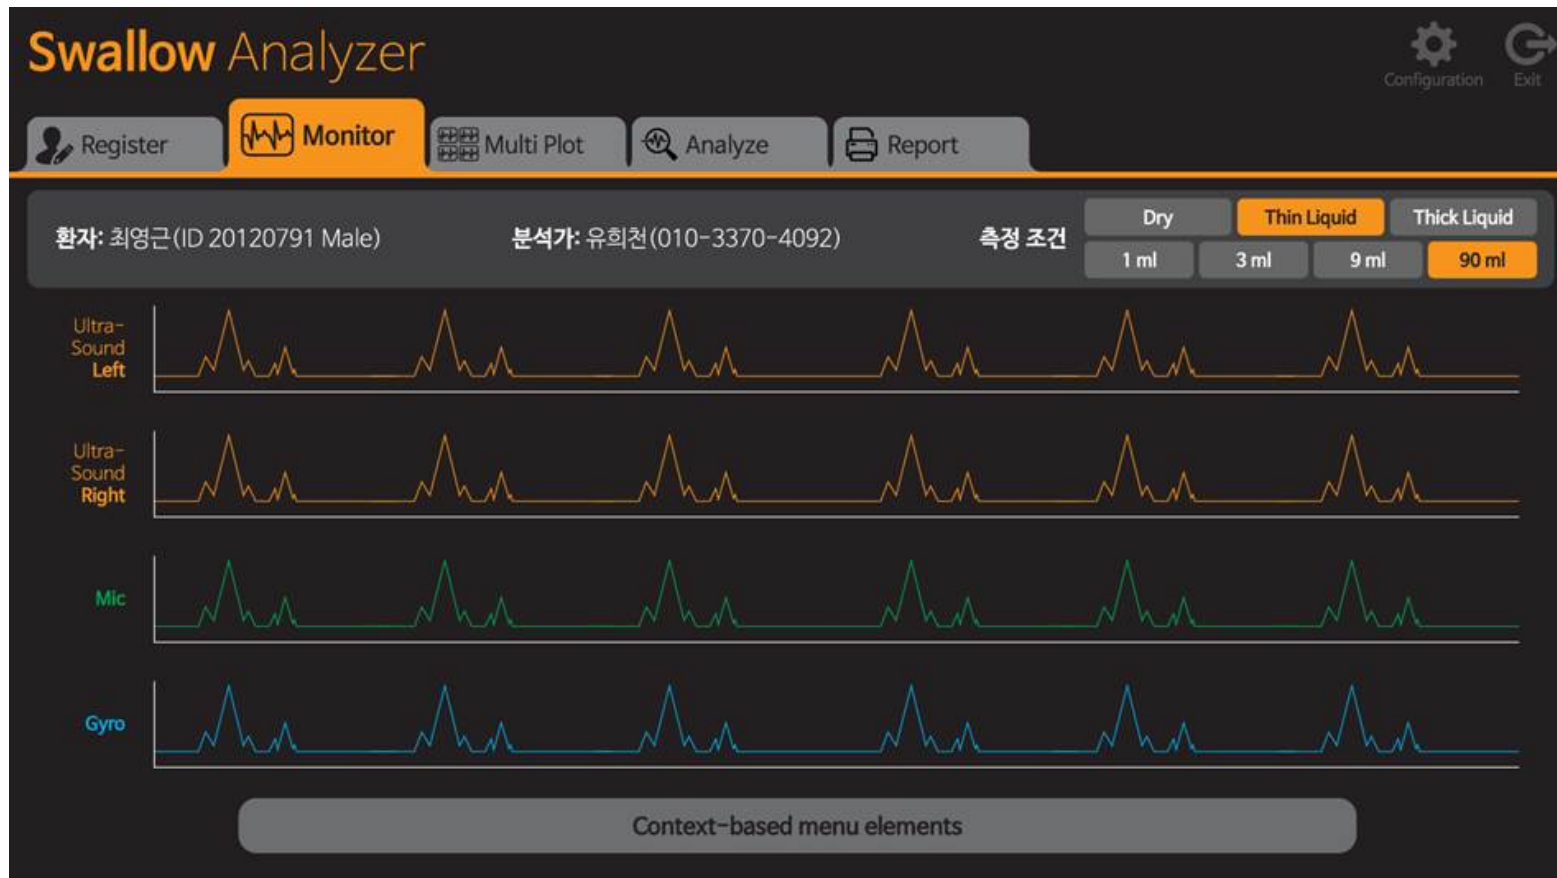 Swallow Analyzer
Configuration
Exit
Register
Monitor
Multi Plot
Analyze
Report
환자: 최영근(ID 20120791 Male)
분석가: 유희천(010-3370-4092)
측정 조건
Dry
Thin Liquid
Thick Liquid
1 ml
3 ml
9 ml
90 ml
Ultra-
Sound
Left
Ultra-
Sound
Right
Mic
Gyro
Context-based menu elements